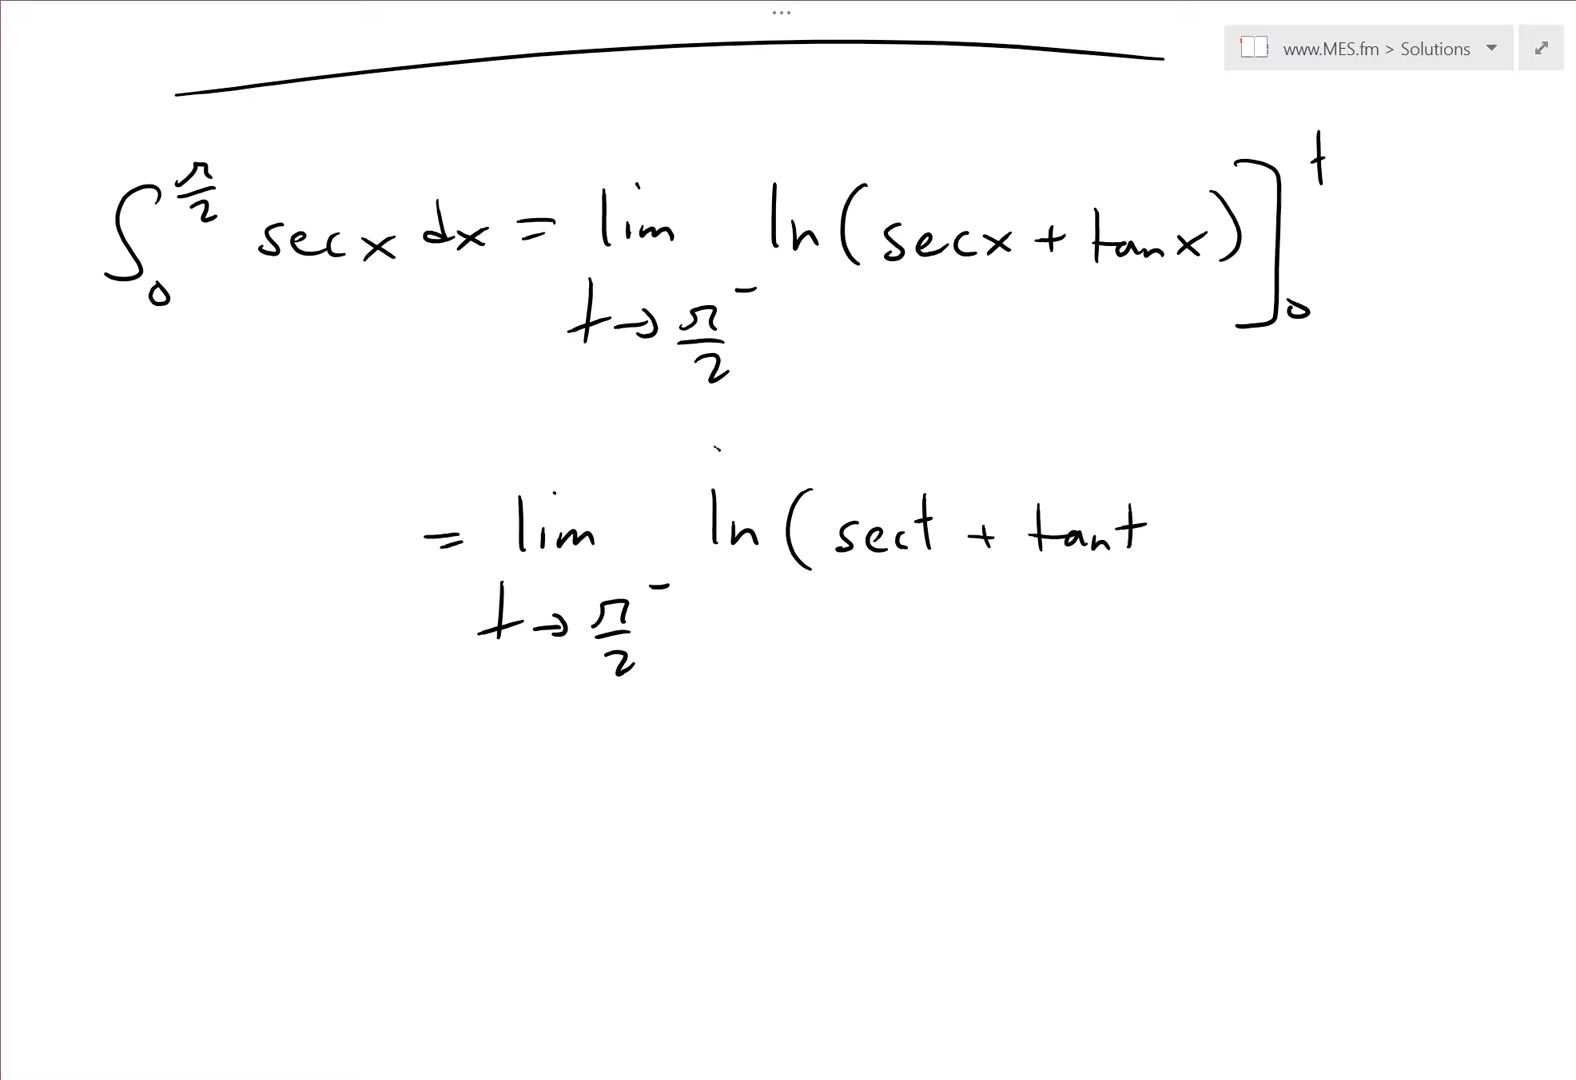 www.MES.fm > Solutions
∫₀^(π/2) sec x dx = lim_(t→π/2⁻) ln(sec x + tan x)]₀^t
= lim_(t→π/2⁻) ln(sec t + tan t